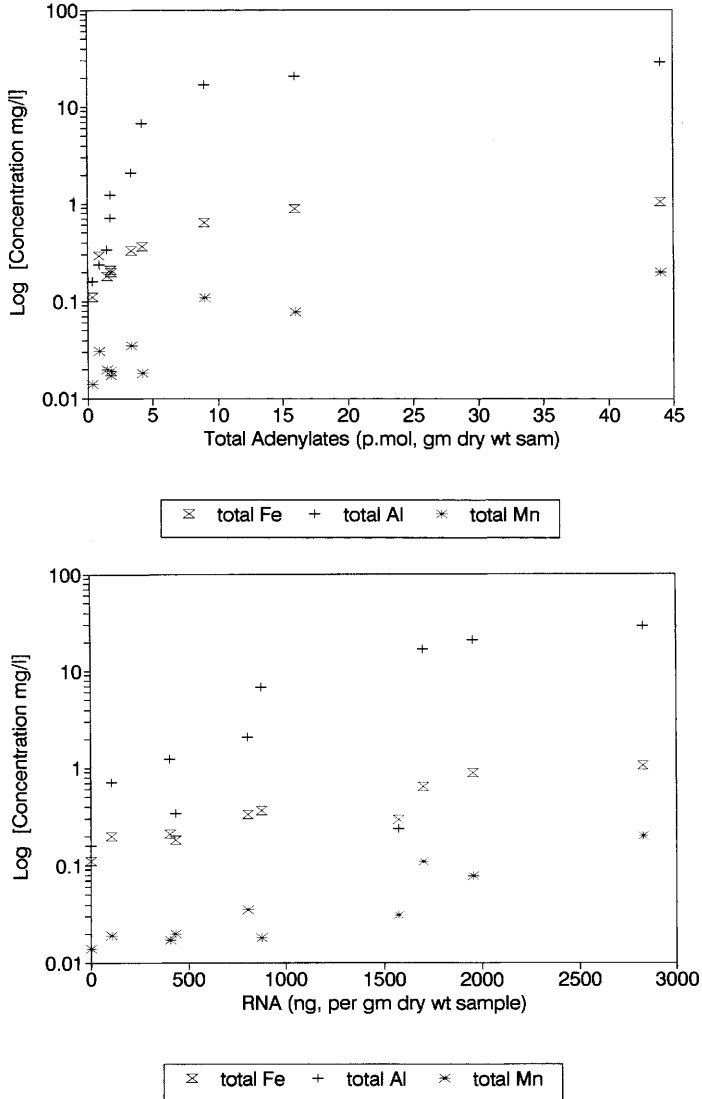 100
10
1
0.1
0.01
Log [Concentration mg/l]
0 5 10 15 20 25 30 35 40 45
Total Adenylates (p.mol, gm dry wt sam)
total Fe total Al total Mn
100
10
1
0.1
0.01
Log [Concentration mg/l]
0 500 1000 1500 2000 2500 3000
RNA (ng, per gm dry wt sample)
total Fe total Al total Mn